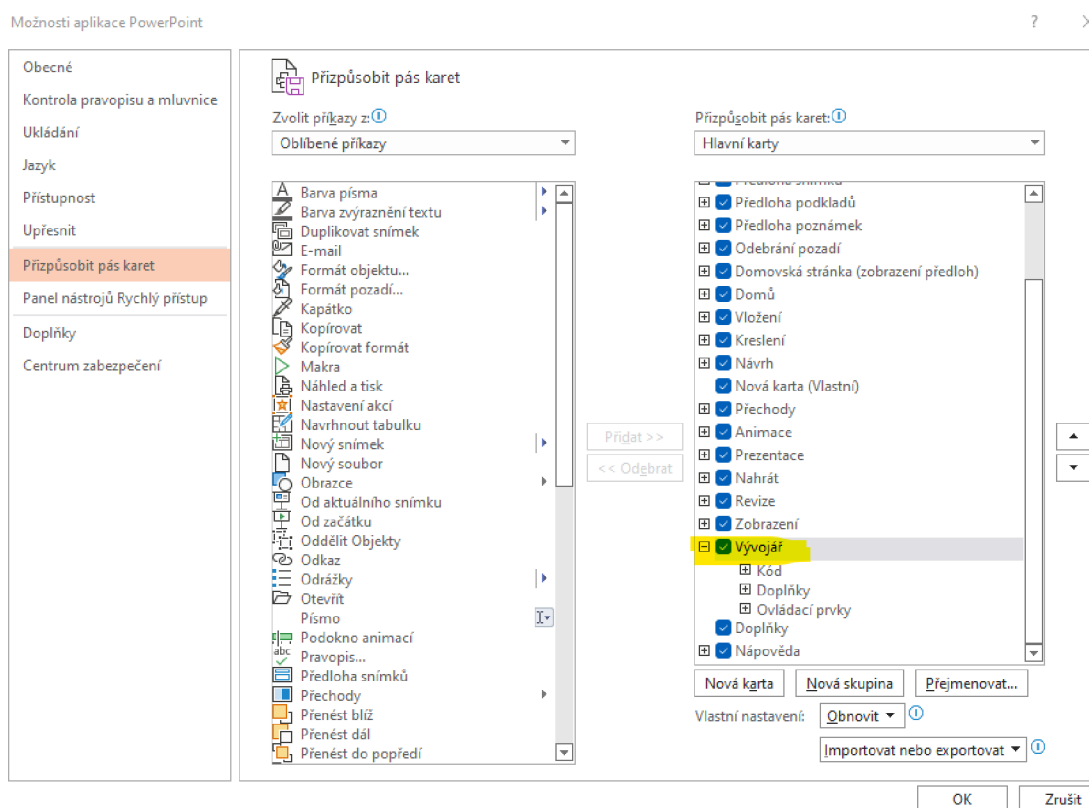 Možnosti aplikace PowerPoint
?
Obecné
Kontrola pravopisu a mluvnice
Ukládání
Jazyk
Přístupnost
Upřesnit
Přizpůsobit pás karet
Panel nástrojů Rychlý přístup
Doplňky
Centrum zabezpečení
Přizpůsobit pás karet
Zvolit příkazy z:
Oblíbené příkazy
Barva písma
Barva zvýraznění textu
Duplikovat snímek
E-mail
Formát objektu...
Formát pozadí...
Kapátko
Kopírovat
Kopírovat formát
Makra
Náhled a tisk
Nastavení akcí
Navrhnout tabulku
Nový snímek
Nový soubor
Obrazce
Od aktuálního snímku
Od začátku
Oddělit Objekty
Odkaz
Odrážky
Otevřít
Písmo
Podokno animací
Pravopis...
Předloha snímků
Přechody
Přenést blíž
Přenést dál
Přenést do popředí
Přidat >>
<< Odebrat
Přizpůsobit pás karet:
Hlavní karty
Předloha snímků
Předloha podkladů
Předloha poznámek
Odebrání pozadí
Domovská stránka (zobrazení předloh)
Domů
Vložení
Kreslení
Návrh
Nová karta (Vlastní)
Přechody
Animace
Prezentace
Nahrát
Revize
Zobrazení
Vývojář
Kód
Doplňky
Ovládací prvky
Doplňky
Nápověda
Nová karta
Nová skupina
Přejmenovat...
Vlastní nastavení:
Obnovit
Importovat nebo exportovat
OK
Zrušit